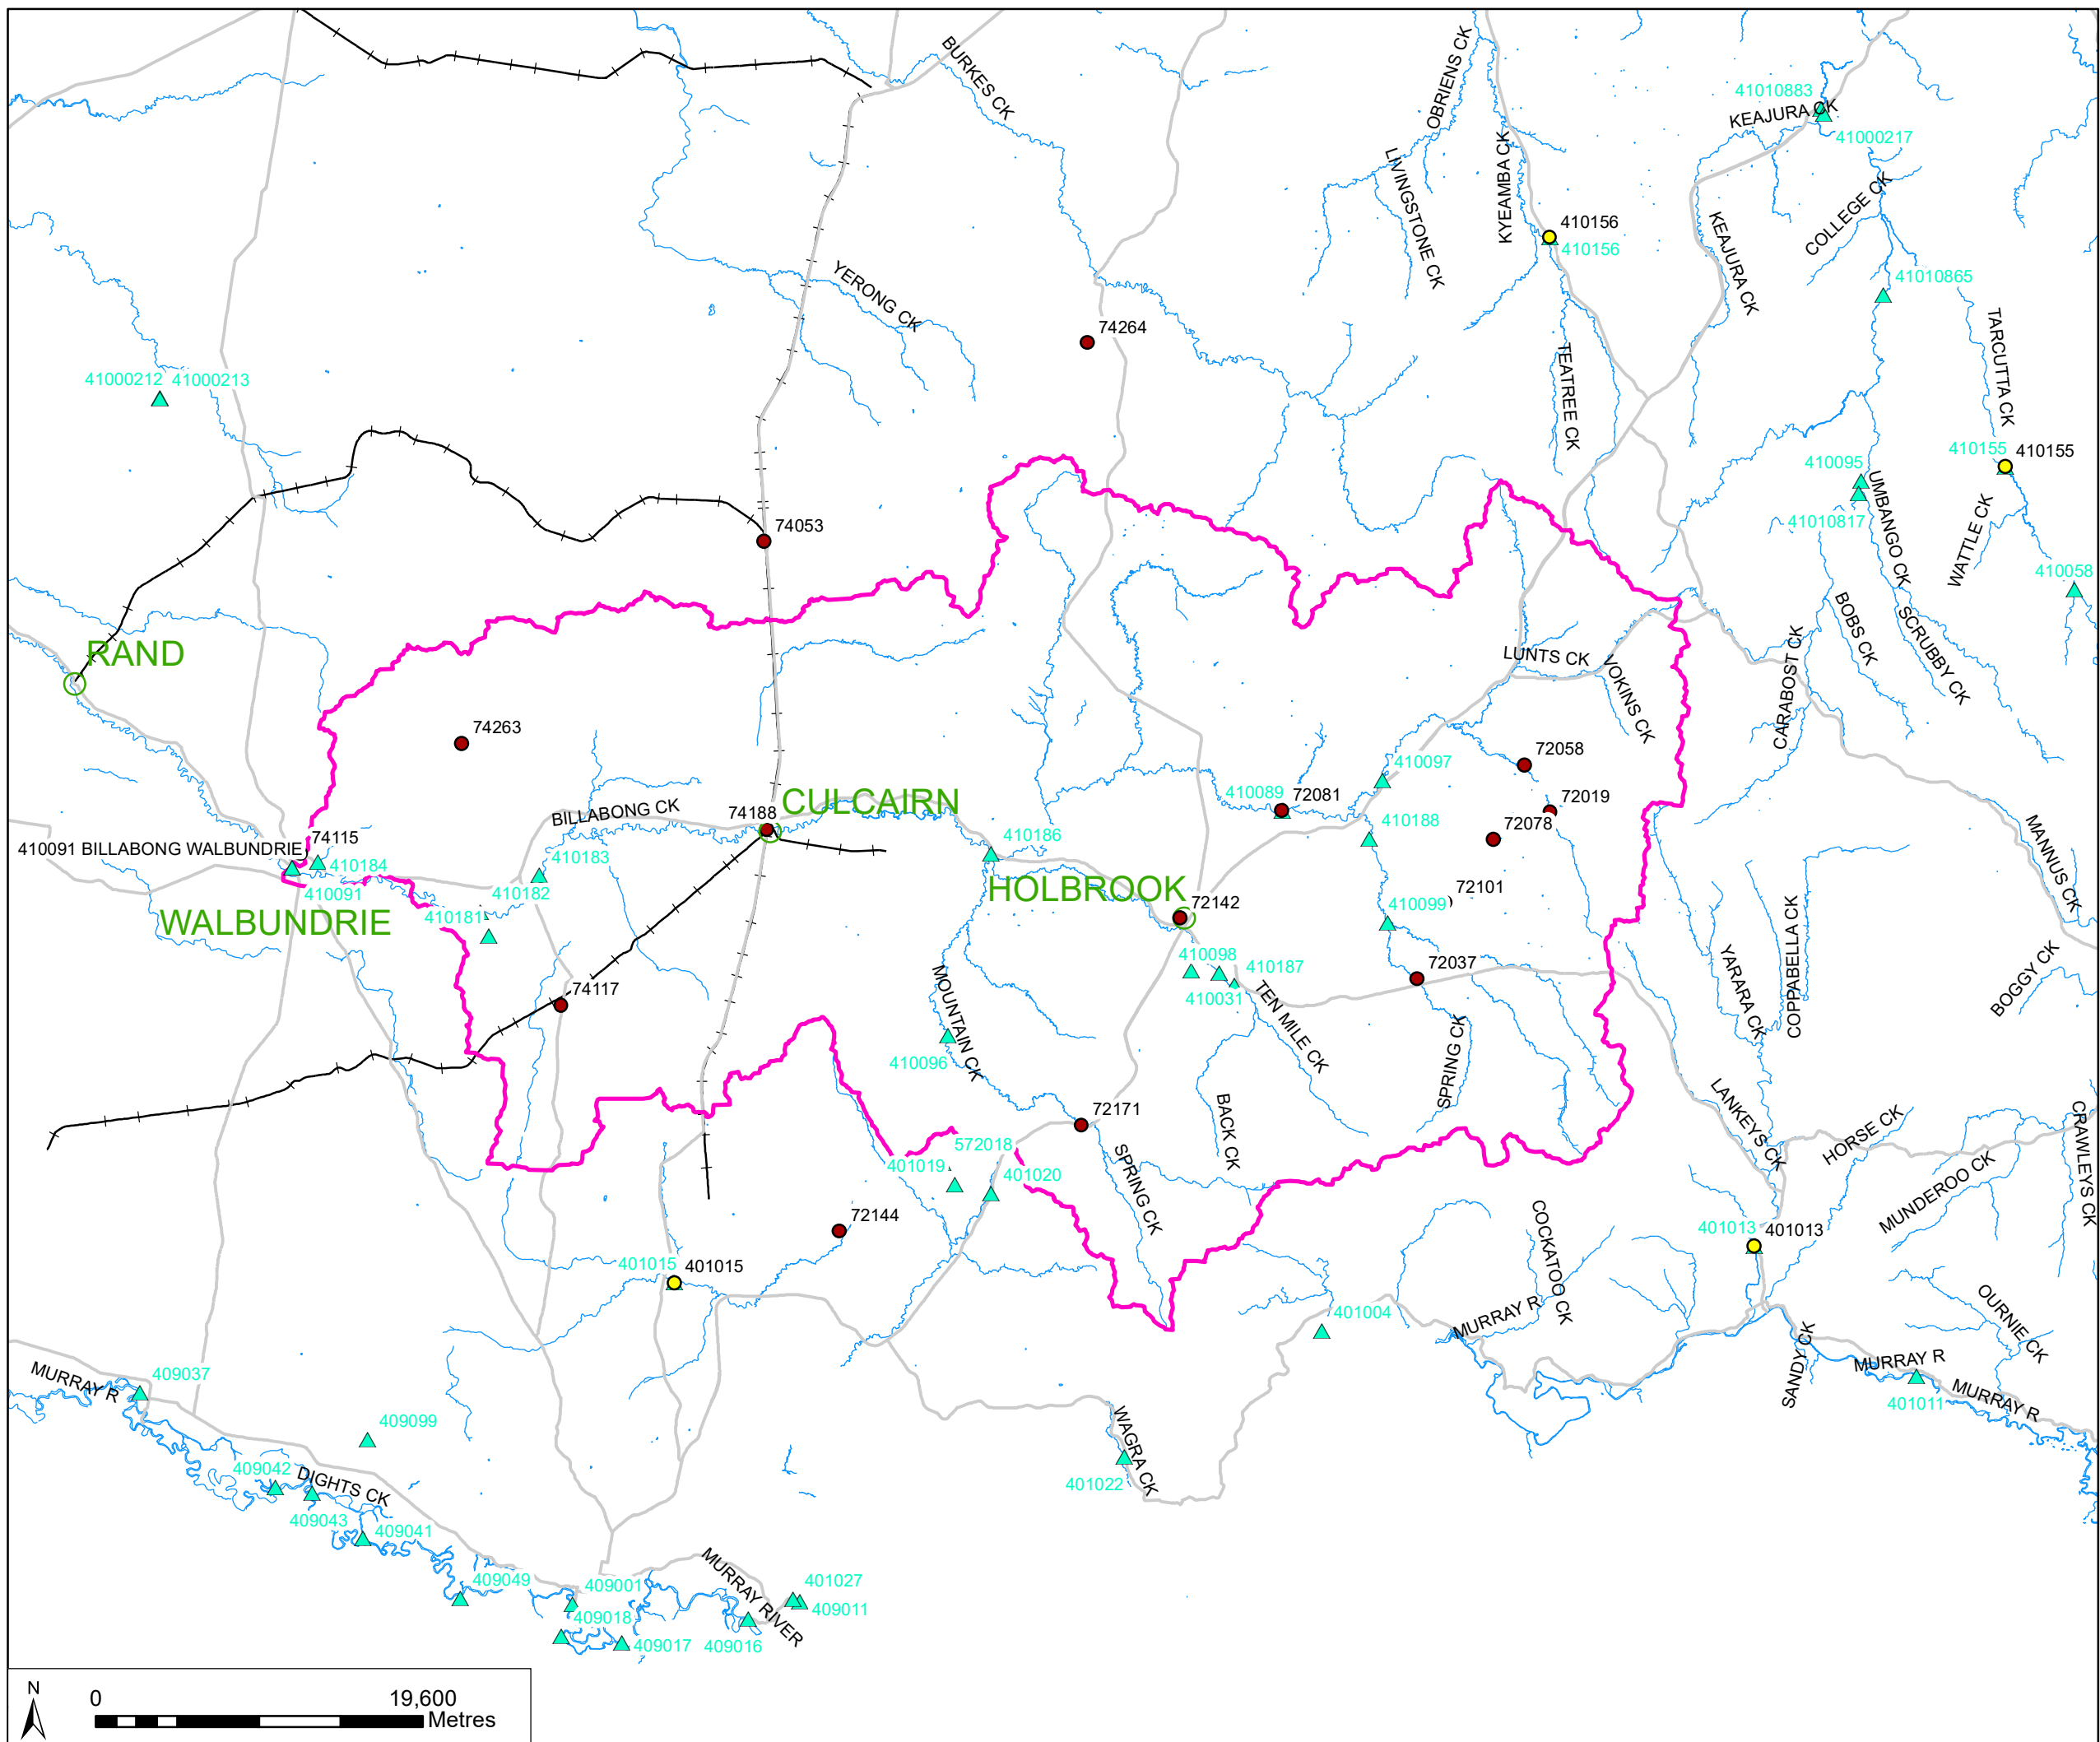 BURKES CK
OBRIENS CK
KYEAMBA CK
LIVINGSTONE CK
41010883
KEAJURA CK
41000217
COLLEGE CK
KEAJURA CK
410156
410156
41010865
YERONG CK
74264
TARCUTTA CK
TEATREE CK
41000212 41000213
410155 410155
410095
41010817
UMBANGO CK
WATTLE CK
74053
410058
BOBS CK
SCRUBBY CK
CARABOST CK
RAND
LUNTS CK
VOKINS CK
74263
72058
410097
72019
410089 72081
72078
410188
BILLABONG CK
74188
CULCAIRN
410186
MANNUS CK
74115
410091 BILLABONG WALBUNDRIE
410184
410091
410183
410182
410181
WALBUNDRIE
HOLBROOK
72142
72101
410099
COPPABELLA CK
YARARA CK
BOGGY CK
410098
410187
410031
72037
74117
MOUNTAIN CK
TEN MILE CK
SPRING CK
410096
BACK CK
72171
LANKEYS CK
HORSE CK
CRAWLEYS CK
MUNDEROO CK
572018
401019
401020
SPRING CK
72144
COCKATOO CK
401013 401013
401015 401015
OURNIE CK
401004
MURRAY R
SANDY CK
MURRAY R
401011
MURRAY R
MURRAY R
409037
409099
WAGRA CK
401022
409042
DIGHTS CK
409043
409041
409049
409001
MURRAY RIVER
401027
409011
409018
409017 409016
N
0 19,600
Metres